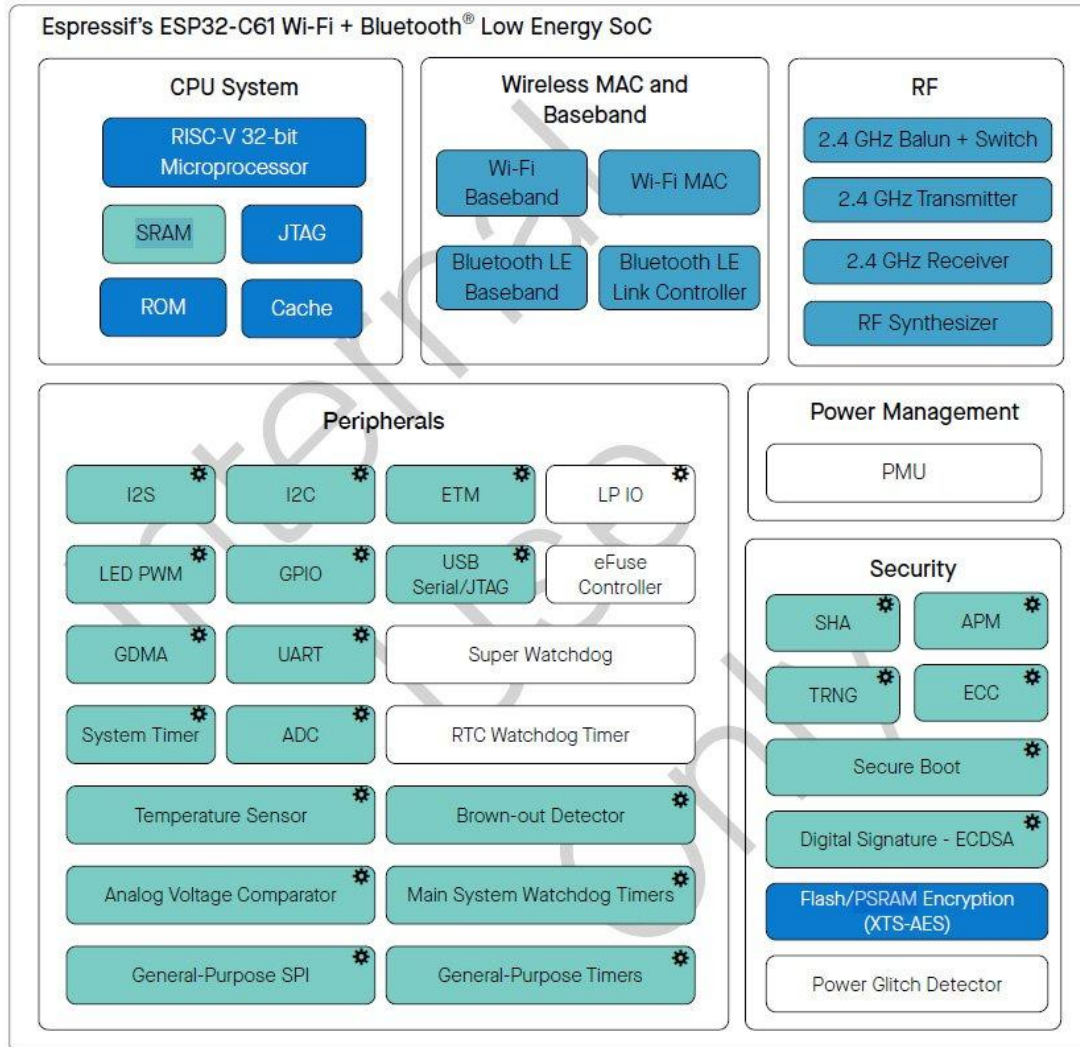 Espressif's ESP32-C61 Wi-Fi + Bluetooth® Low Energy SoC
CPU System
RISC-V 32-bit
Microprocessor
SRAM
JTAG
ROM
Cache
Wireless MAC and
Baseband
Wi-Fi
Baseband
Wi-Fi MAC
Bluetooth LE
Baseband
Bluetooth LE
Link Controller
RF
2.4 GHz Balun + Switch
2.4 GHz Transmitter
2.4 GHz Receiver
RF Synthesizer
Peripherals
I2S
I2C
ETM
LP IO
LED PWM
GPIO
USB
Serial/JTAG
eFuse
Controller
GDMA
UART
Super Watchdog
System Timer
ADC
RTC Watchdog Timer
Temperature Sensor
Brown-out Detector
Analog Voltage Comparator
Main System Watchdog Timers
General-Purpose SPI
General-Purpose Timers
Power Management
PMU
Security
SHA
APM
TRNG
ECC
Secure Boot
Digital Signature - ECDSA
Flash/PSRAM Encryption
(XTS-AES)
Power Glitch Detector
Internal
Use
Only